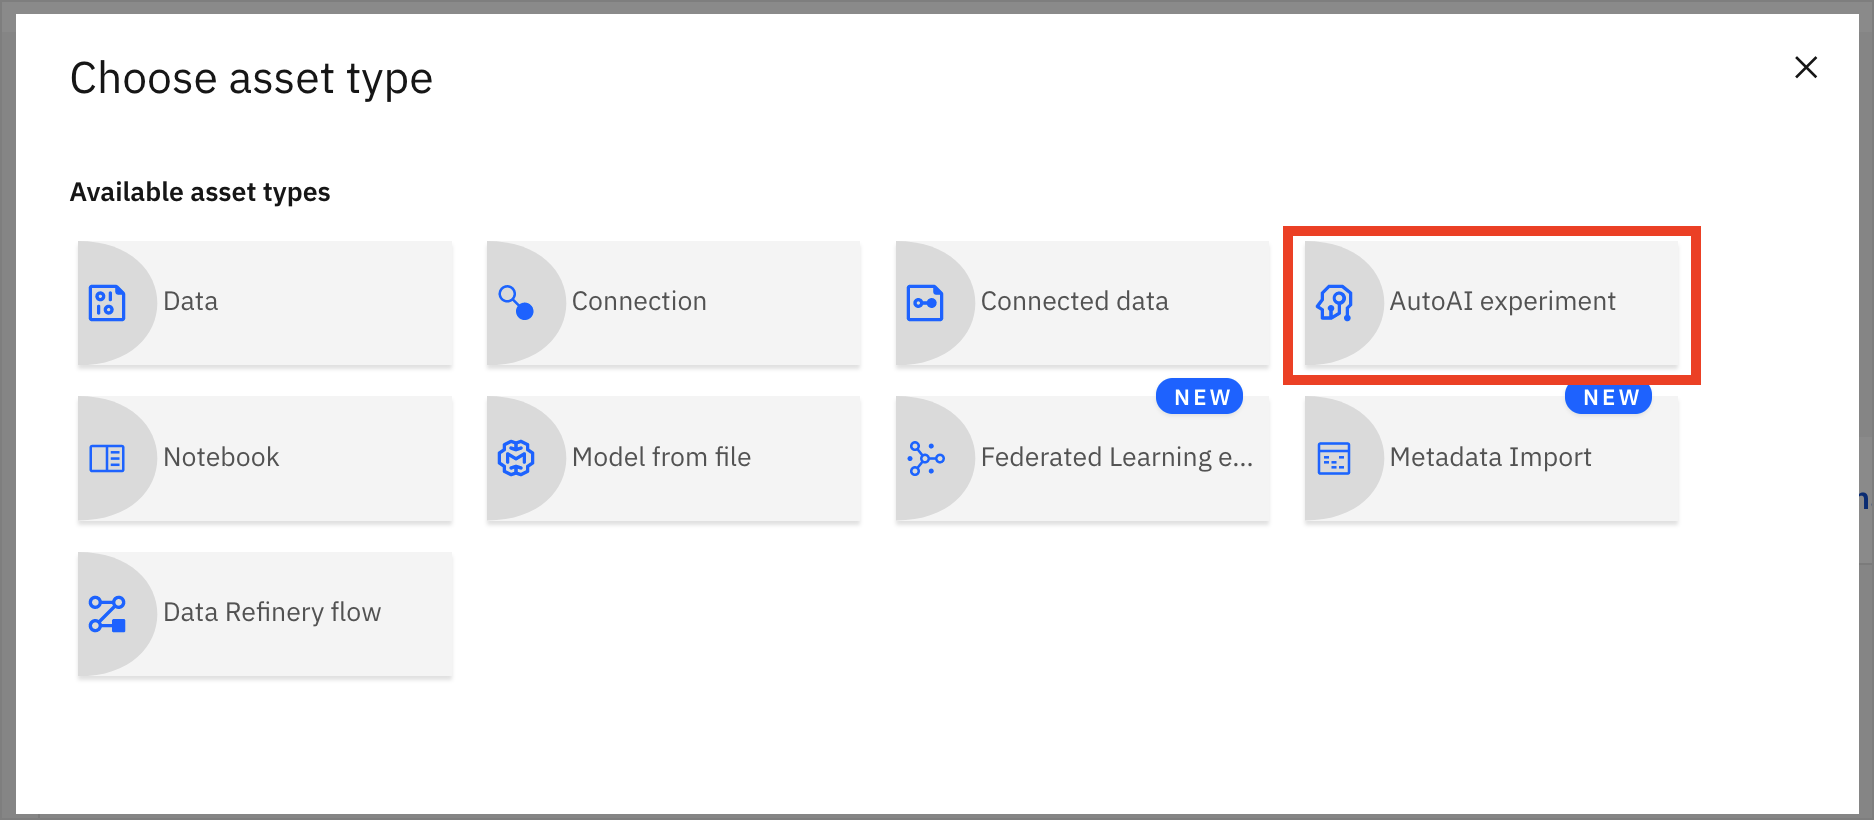 Choose asset type
Available asset types
Data
Connection
Connected data
AutoAI experiment
NEW
NEW
Notebook
Model from file
Federated Learning e...
Metadata Import
Data Refinery flow